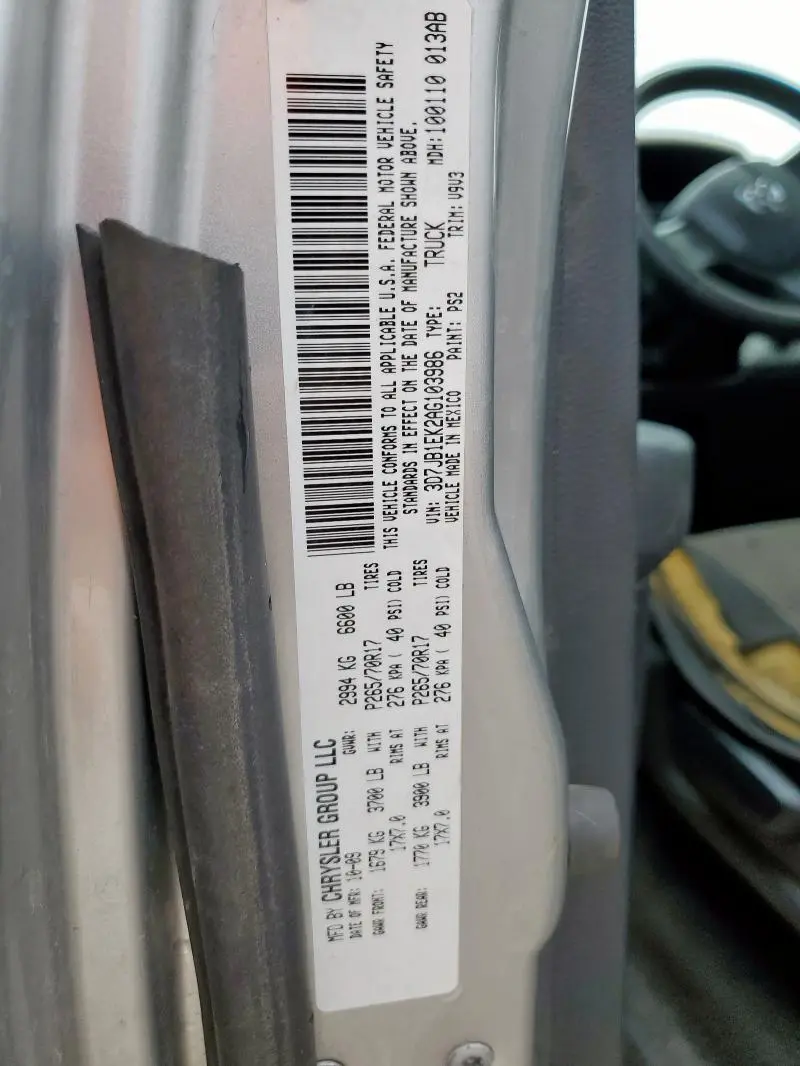 MFD BY CHRYSLER GROUP LLC
DATE OF MFR: 10-09 GVWR: 2994 KG 6600 LB
GAWR FRONT: 1679 KG 3700 LB WITH P265/70R17 TIRES
17X7.0 RIMS AT 276 KPA ( 40 PSI) COLD
GAWR REAR: 1770 KG 3900 LB WITH P265/70R17 TIRES
17X7.0 RIMS AT 276 KPA ( 40 PSI) COLD
THIS VEHICLE CONFORMS TO ALL APPLICABLE U.S.A. FEDERAL MOTOR VEHICLE SAFETY
STANDARDS IN EFFECT ON THE DATE OF MANUFACTURE SHOWN ABOVE.
VIN: 3D7JB1EK2AG103986 TYPE: TRUCK MDH:100110 013AB
VEHICLE MADE IN MEXICO PAINT: PS2 TRIM: V9V3